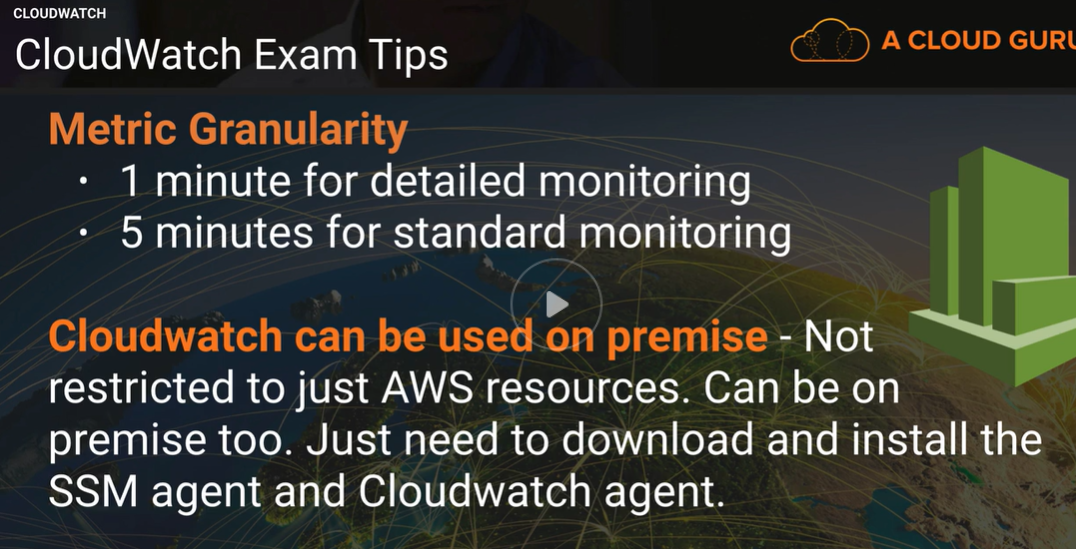 CLOUDWATCH
CloudWatch Exam Tips
A CLOUD GURU
Metric Granularity
• 1 minute for detailed monitoring
• 5 minutes for standard monitoring
Cloudwatch can be used on premise - Not
restricted to just AWS resources. Can be on
premise too. Just need to download and install the
SSM agent and Cloudwatch agent.